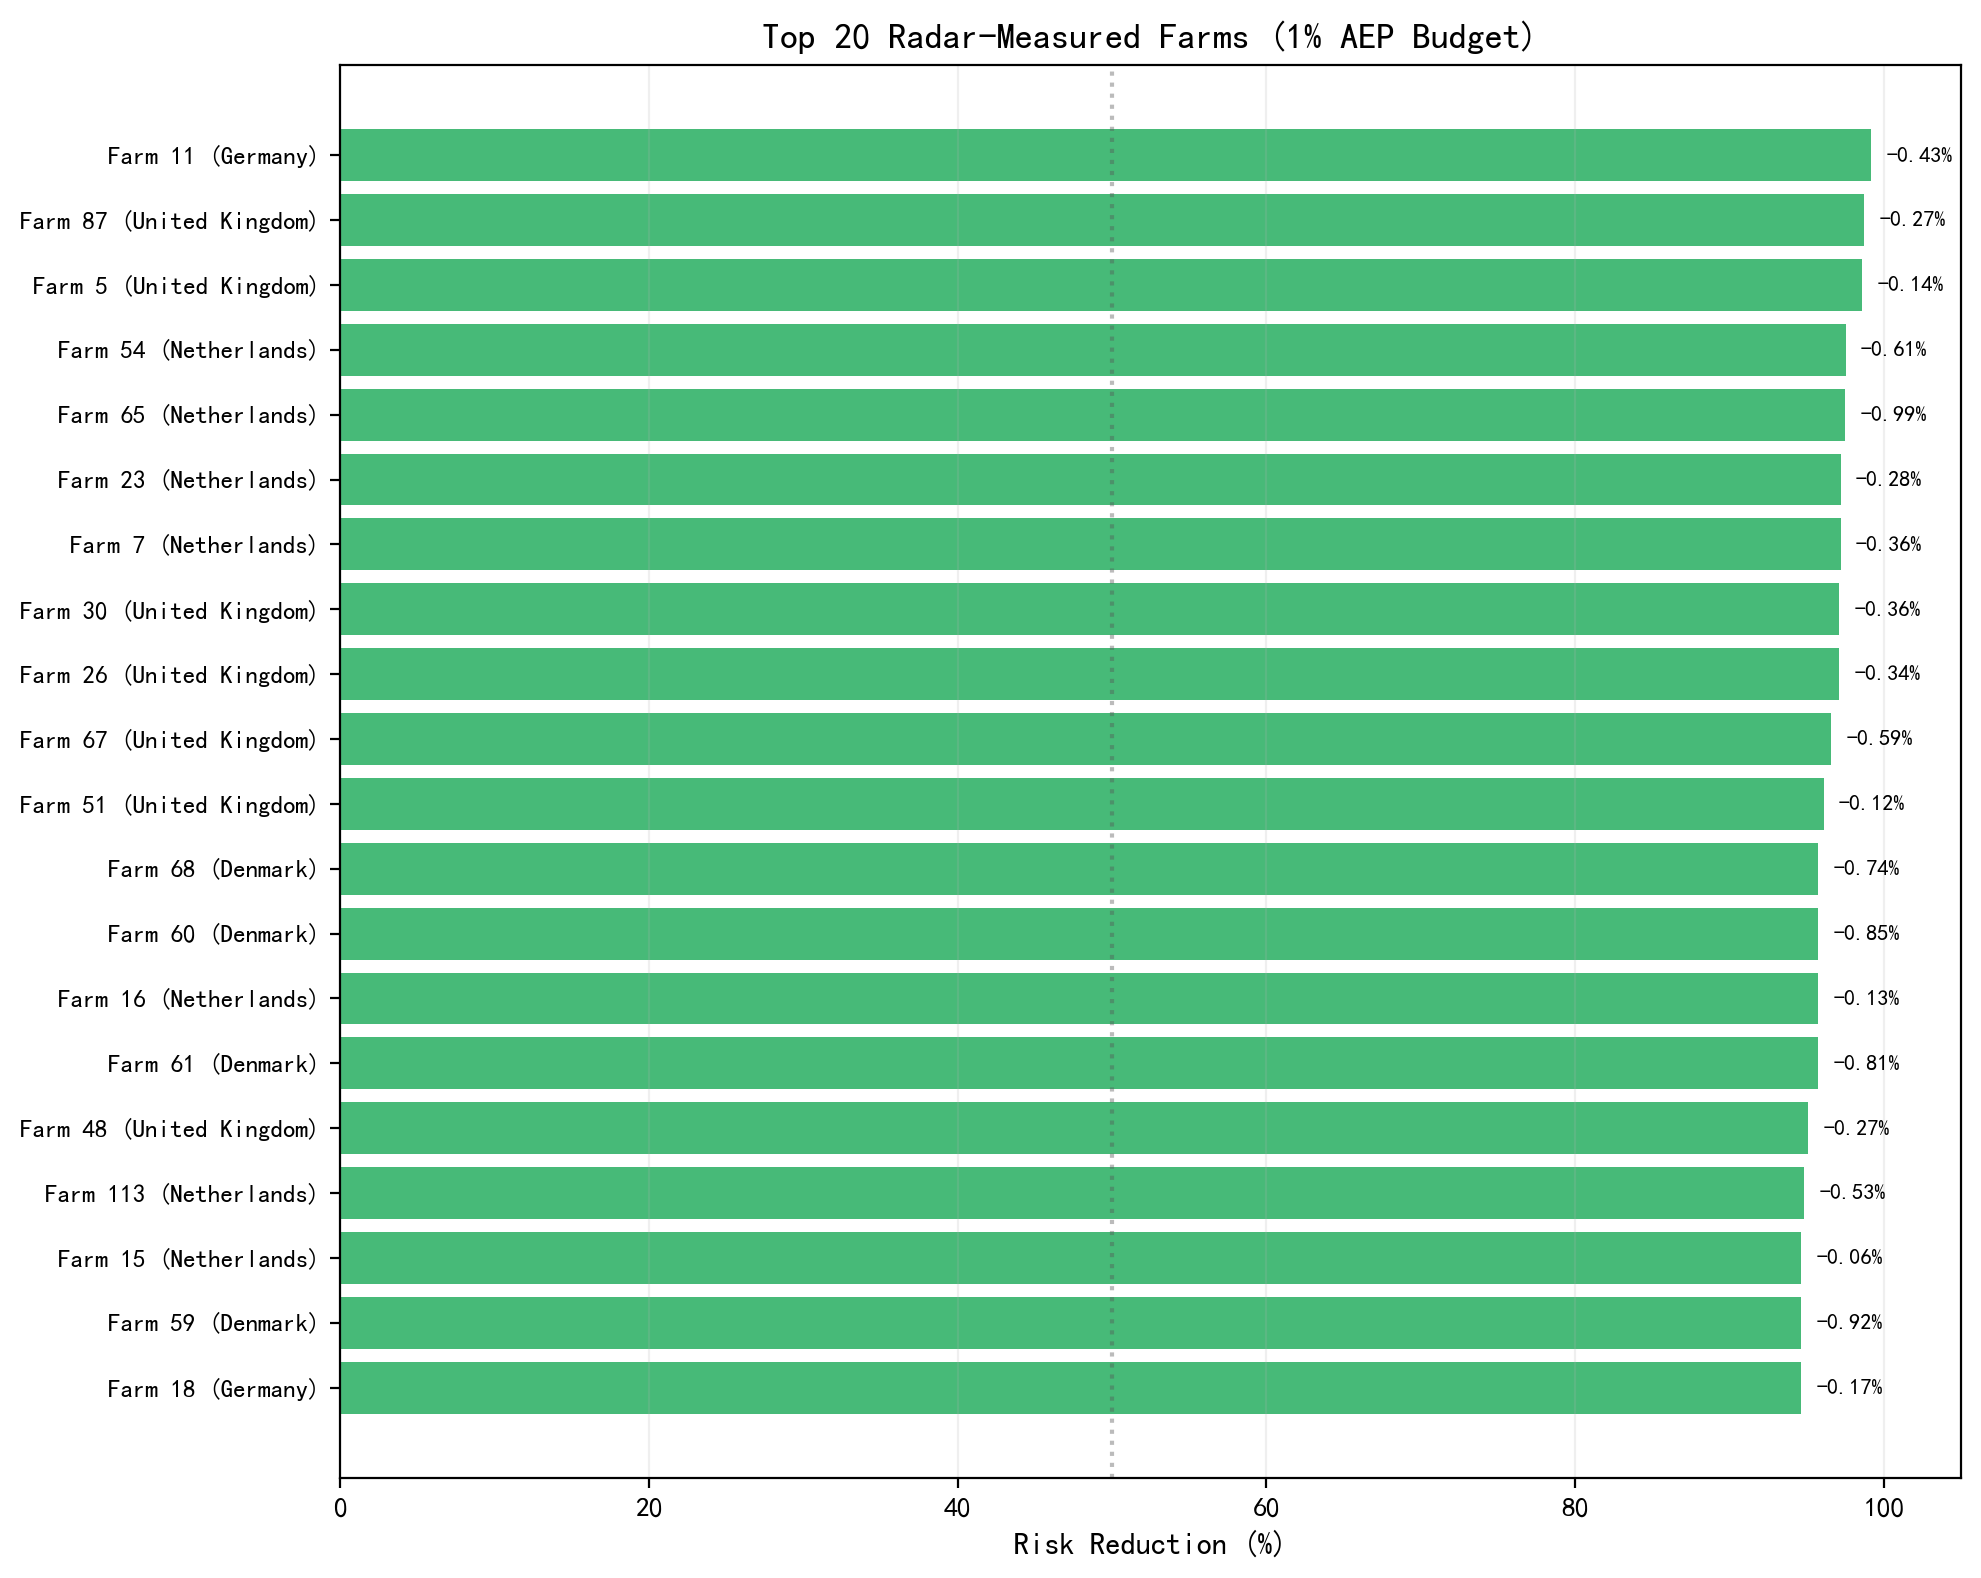 Top 20 Radar-Measured Farms (1% AEP Budget)
Farm 11 (Germany) -0.43%
Farm 87 (United Kingdom) -0.27%
Farm 5 (United Kingdom) -0.14%
Farm 54 (Netherlands) -0.61%
Farm 65 (Netherlands) -0.99%
Farm 23 (Netherlands) -0.28%
Farm 7 (Netherlands) -0.36%
Farm 30 (United Kingdom) -0.36%
Farm 26 (United Kingdom) -0.34%
Farm 67 (United Kingdom) -0.59%
Farm 51 (United Kingdom) -0.12%
Farm 68 (Denmark) -0.74%
Farm 60 (Denmark) -0.85%
Farm 16 (Netherlands) -0.13%
Farm 61 (Denmark) -0.81%
Farm 48 (United Kingdom) -0.27%
Farm 113 (Netherlands) -0.53%
Farm 15 (Netherlands) -0.06%
Farm 59 (Denmark) -0.92%
Farm 18 (Germany) -0.17%
0 20 40 60 80 100
Risk Reduction (%)